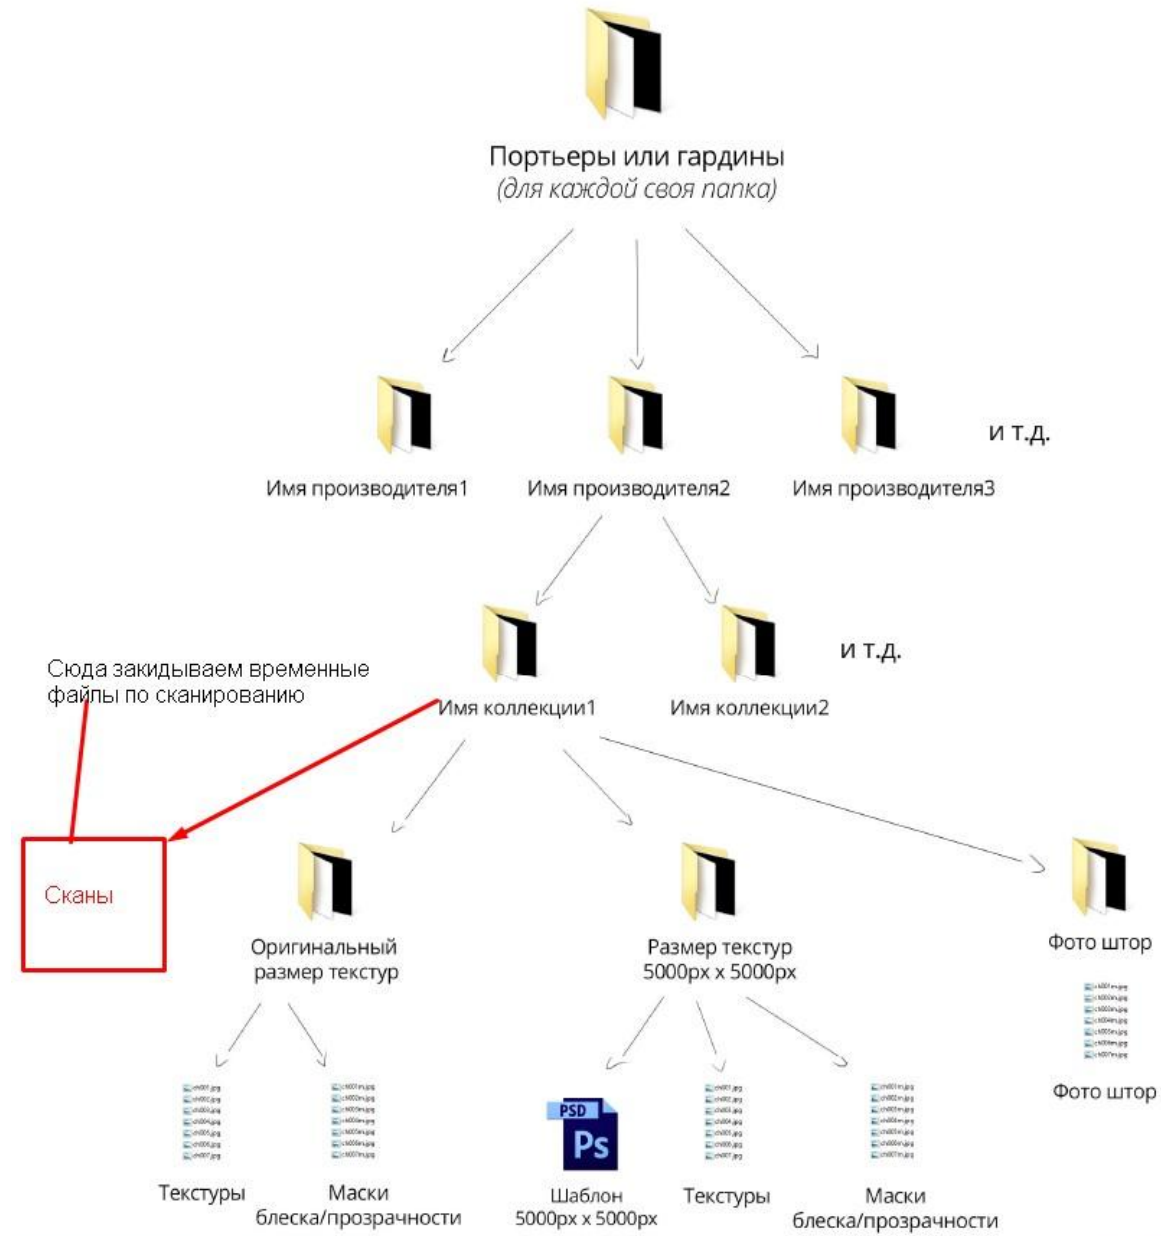 Портьеры или гардины
(для каждой своя папка)
Имя производителя1
Имя производителя2
Имя производителя3
и т.д.
Имя коллекции1
Имя коллекции2
и т.д.
Сюда закидываем временные
файлы по сканированию
Сканы
Оригинальный
размер текстур
Размер текстур
5000px x 5000px
Фото штор
Фото штор
PSD
Ps
Текстуры
Маски
блеска/прозрачности
Шаблон
5000px x 5000px
Текстуры
Маски
блеска/прозрачности